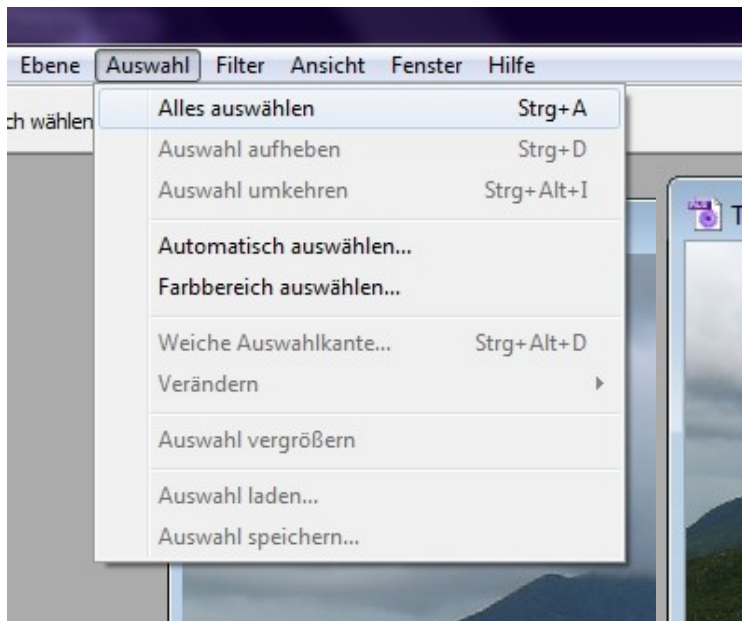 Ebene Auswahl Filter Ansicht Fenster Hilfe
ch wählen
Alles auswählen Strg+A
Auswahl aufheben Strg+D
Auswahl umkehren Strg+Alt+I
Automatisch auswählen...
Farbbereich auswählen...
Weiche Auswahlkante... Strg+Alt+D
Verändern
Auswahl vergrößern
Auswahl laden...
Auswahl speichern...
T